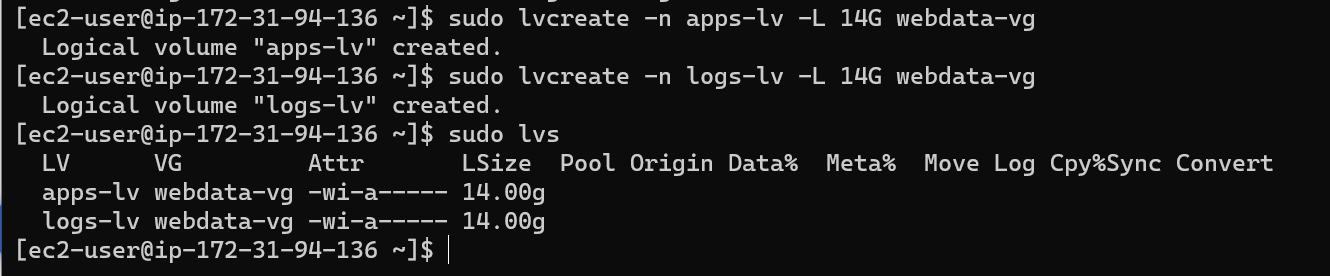 [ec2-user@ip-172-31-94-136 ~]$ sudo lvcreate -n apps-lv -L 14G webdata-vg
  Logical volume "apps-lv" created.
[ec2-user@ip-172-31-94-136 ~]$ sudo lvcreate -n logs-lv -L 14G webdata-vg
  Logical volume "logs-lv" created.
[ec2-user@ip-172-31-94-136 ~]$ sudo lvs
  LV      VG         Attr       LSize  Pool Origin Data%  Meta%  Move Log Cpy%Sync Convert
  apps-lv webdata-vg -wi-a----- 14.00g
  logs-lv webdata-vg -wi-a----- 14.00g
[ec2-user@ip-172-31-94-136 ~]$